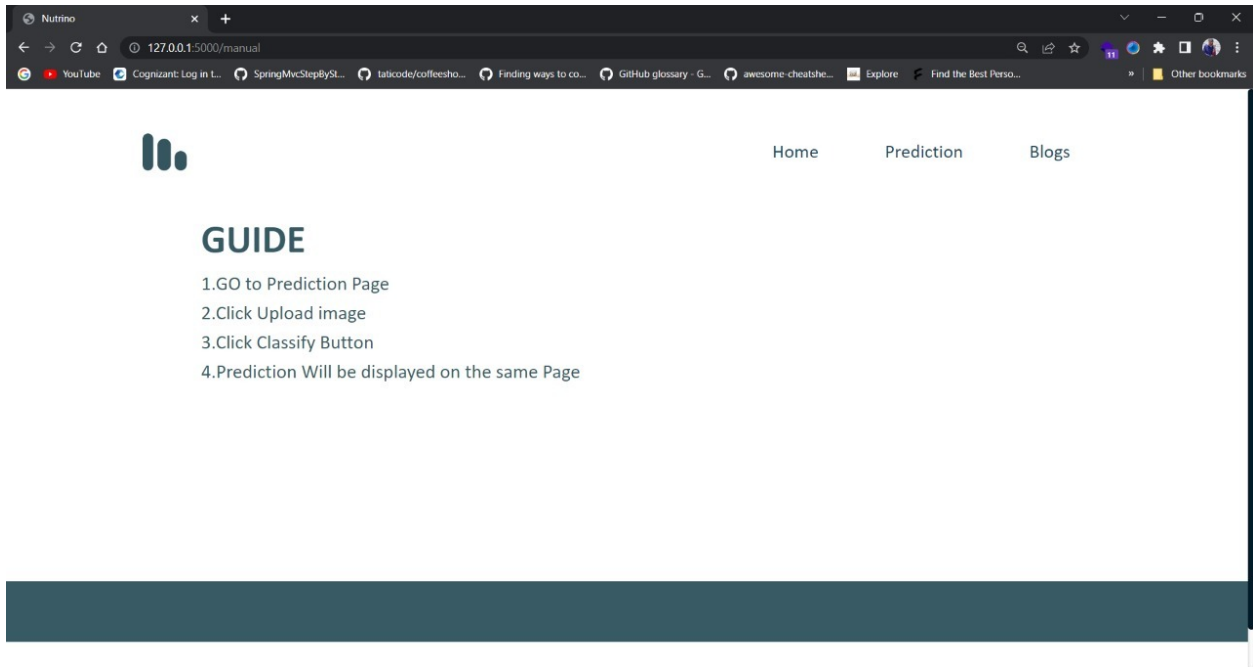 Nutrino
127.0.0.1:5000/manual
YouTube Cognizant: Log in t... SpringMvcStepBySt... taticode/coffeesho... Finding ways to co... GitHub glossary - G... awesome-cheatshe... Explore Find the Best Perso... » Other bookmarks
11
Home Prediction Blogs
GUIDE
1.GO to Prediction Page
2.Click Upload image
3.Click Classify Button
4.Prediction Will be displayed on the same Page